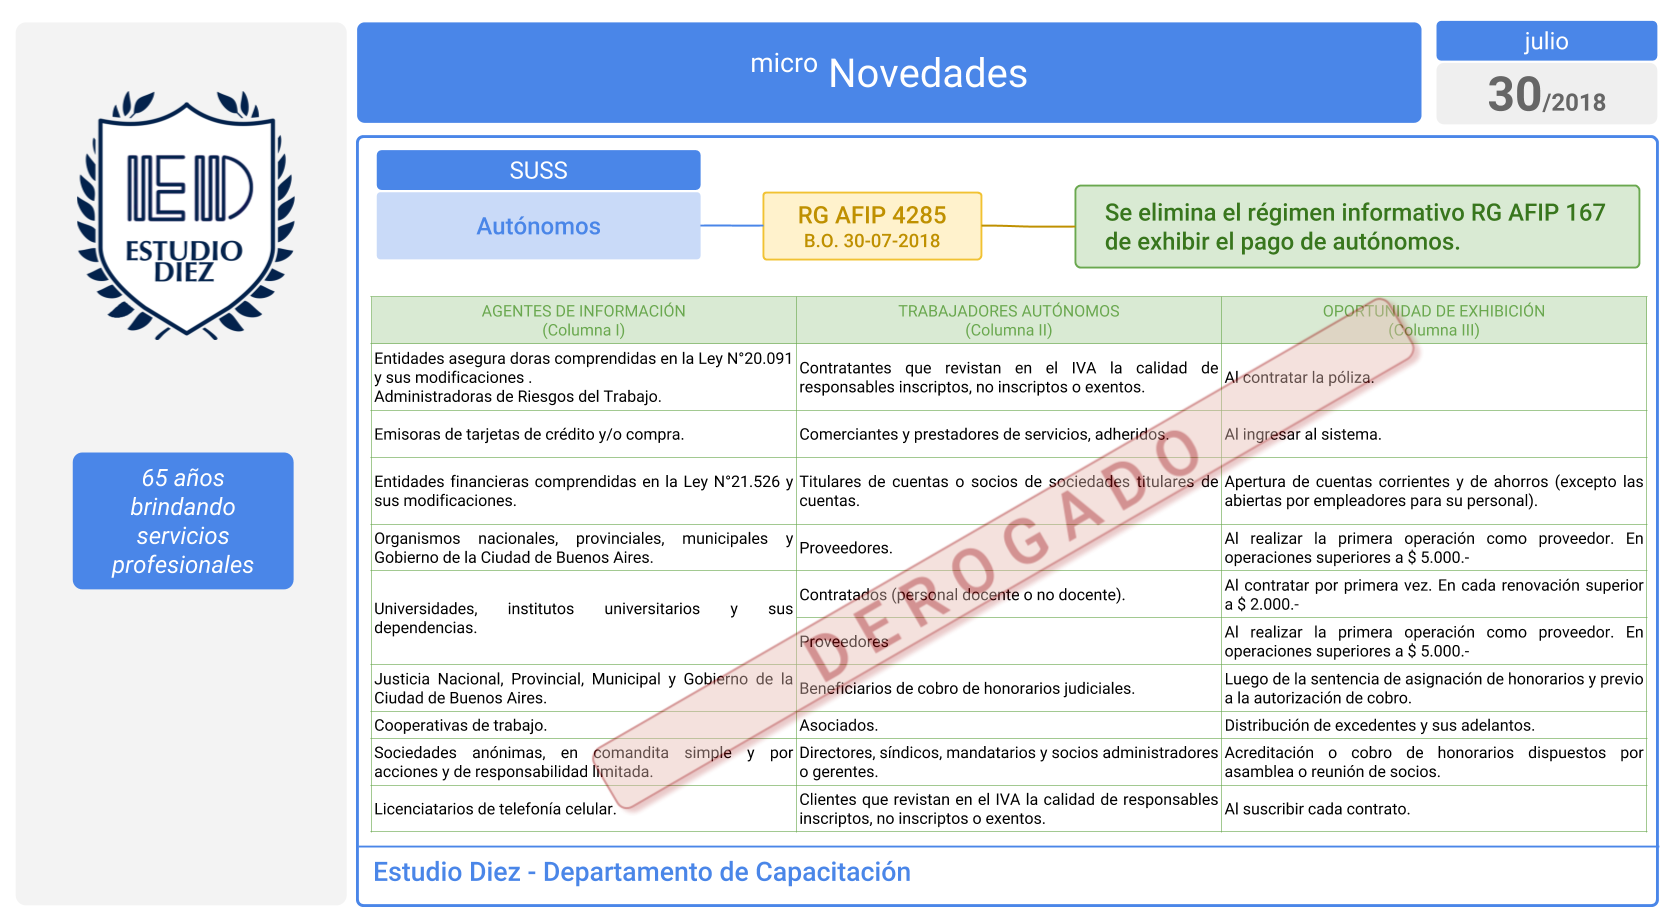 ED
ESTUDIO
DIEZ
65 años
brindando
servicios
profesionales
micro Novedades
julio
30/2018
SUSS
Autónomos
RG AFIP 4285
B.O. 30-07-2018
Se elimina el régimen informativo RG AFIP 167
de exhibir el pago de autónomos.
AGENTES DE INFORMACIÓN
(Columna I)
TRABAJADORES AUTÓNOMOS
(Columna II)
OPORTUNIDAD DE EXHIBICIÓN
(Columna III)
Entidades asegura doras comprendidas en la Ley N°20.091
y sus modificaciones .
Administradoras de Riesgos del Trabajo.
Contratantes que revistan en el IVA la calidad de
responsables inscriptos, no inscriptos o exentos.
Al contratar la póliza.
Emisoras de tarjetas de crédito y/o compra.
Comerciantes y prestadores de servicios, adheridos.
Al ingresar al sistema.
Entidades financieras comprendidas en la Ley N°21.526 y
sus modificaciones.
Titulares de cuentas o socios de sociedades titulares de
cuentas.
Apertura de cuentas corrientes y de ahorros (excepto las
abiertas por empleadores para su personal).
Organismos nacionales, provinciales, municipales y
Gobierno de la Ciudad de Buenos Aires.
Proveedores.
Al realizar la primera operación como proveedor. En
operaciones superiores a $ 5.000.-
Universidades, institutos universitarios y sus
dependencias.
Contratados (personal docente o no docente).
Al contratar por primera vez. En cada renovación superior
a $ 2.000.-
Proveedores
Al realizar la primera operación como proveedor. En
operaciones superiores a $ 5.000.-
Justicia Nacional, Provincial, Municipal y Gobierno de la
Ciudad de Buenos Aires.
Beneficiarios de cobro de honorarios judiciales.
Luego de la sentencia de asignación de honorarios y previo
a la autorización de cobro.
Cooperativas de trabajo.
Asociados.
Distribución de excedentes y sus adelantos.
Sociedades anónimas, en comandita simple y por
acciones y de responsabilidad limitada.
Directores, síndicos, mandatarios y socios administradores
o gerentes.
Acreditación o cobro de honorarios dispuestos por
asamblea o reunión de socios.
Licenciatarios de telefonía celular.
Clientes que revistan en el IVA la calidad de responsables
inscriptos, no inscriptos o exentos.
Al suscribir cada contrato.
DEROGADO
Estudio Diez - Departamento de Capacitación